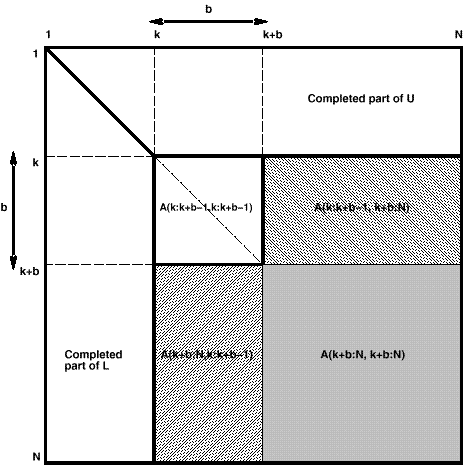 b
1 k k+b N
1
Completed part of U
k
b
A(k:k+b−1,k:k+b−1) A(k:k+b−1, k+b:N)
k+b
Completed
part of L
A(k+b:N,k:k+b−1) A(k+b:N, k+b:N)
N